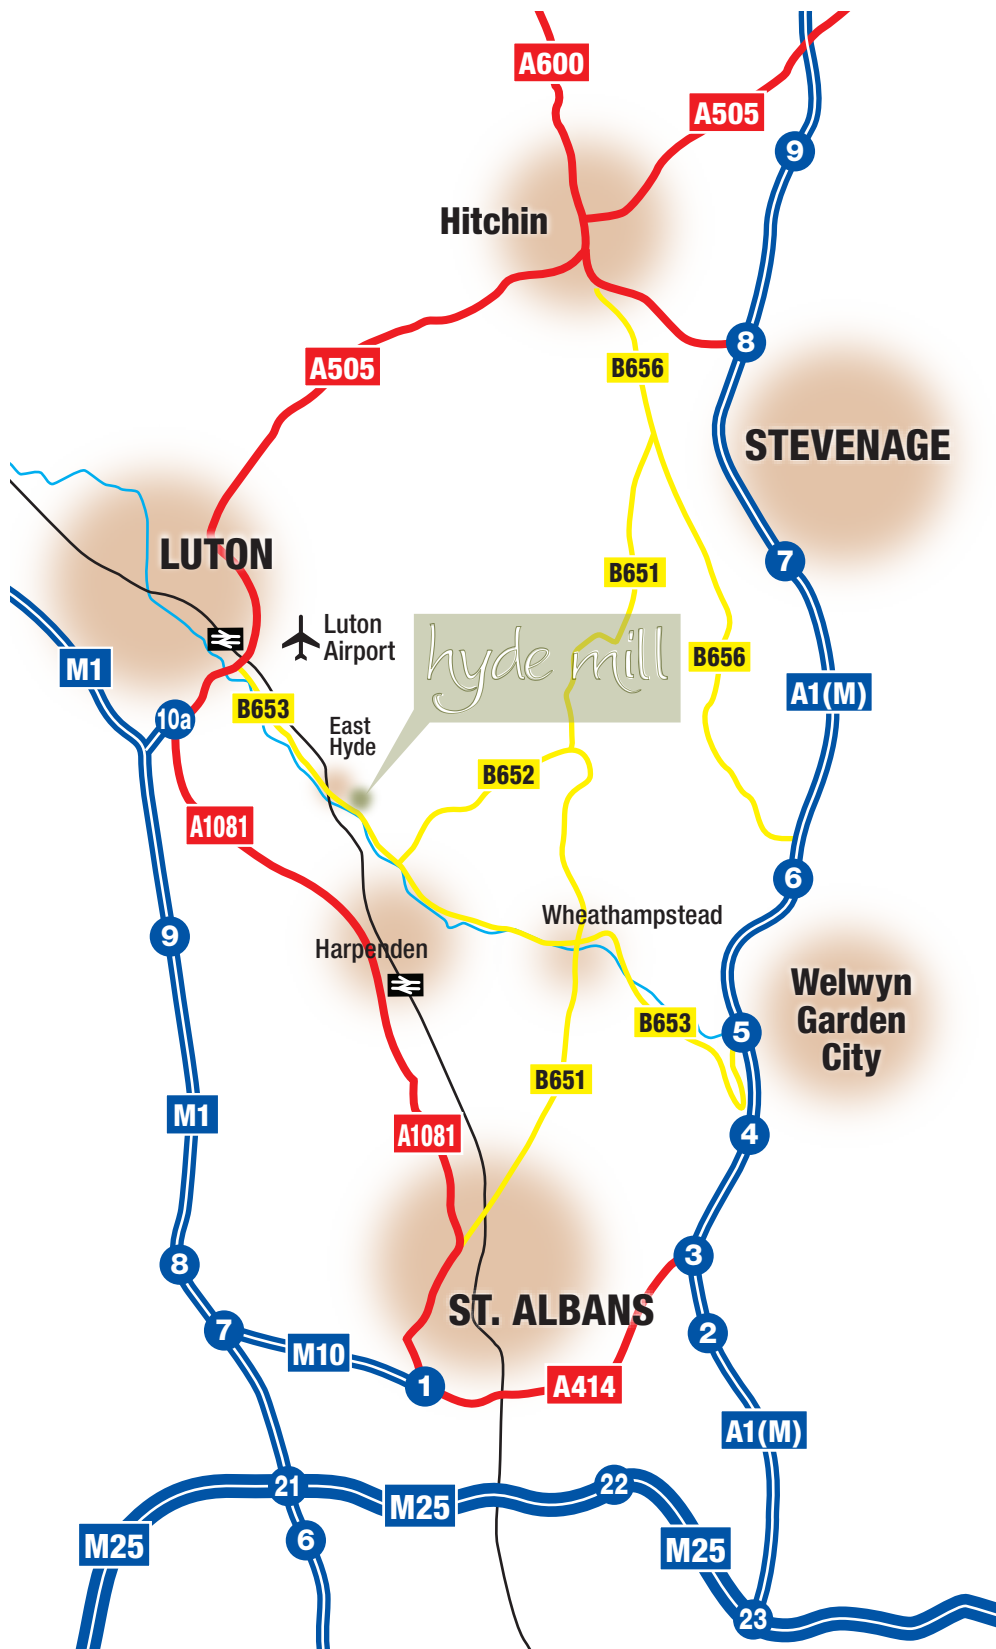 A600
A505
9
Hitchin
8
A505
B656
STEVENAGE
LUTON
7
B651
Luton
Airport
hyde mill
B656
M1
A1(M)
10a
B653
East
Hyde
B652
A1081
6
Wheathampstead
9
Harpenden
Welwyn
Garden
City
B653
5
B651
M1
A1081
4
8
3
ST. ALBANS
7
2
M10
1
A414
A1(M)
21
22
M25
6
M25
M25
23